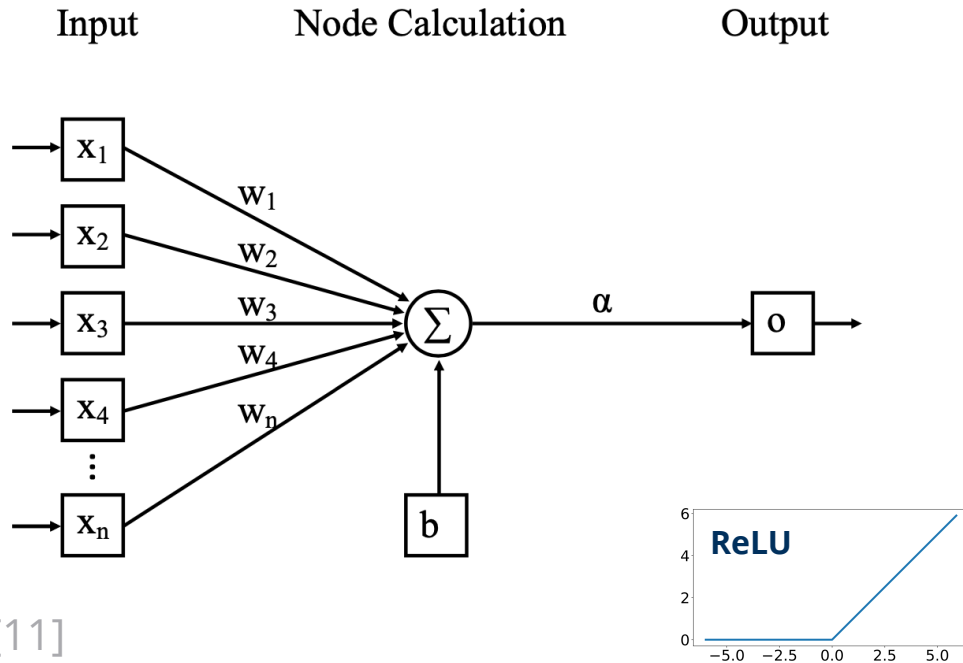 Input Node Calculation Output
x₁
w₁
x₂
w₂
x₃
w₃
Σ
α
o
w₄
x₄
wₙ
⋮
xₙ
b
ReLU
6
4
2
0
−5.0 −2.5 0.0 2.5 5.0
[11]